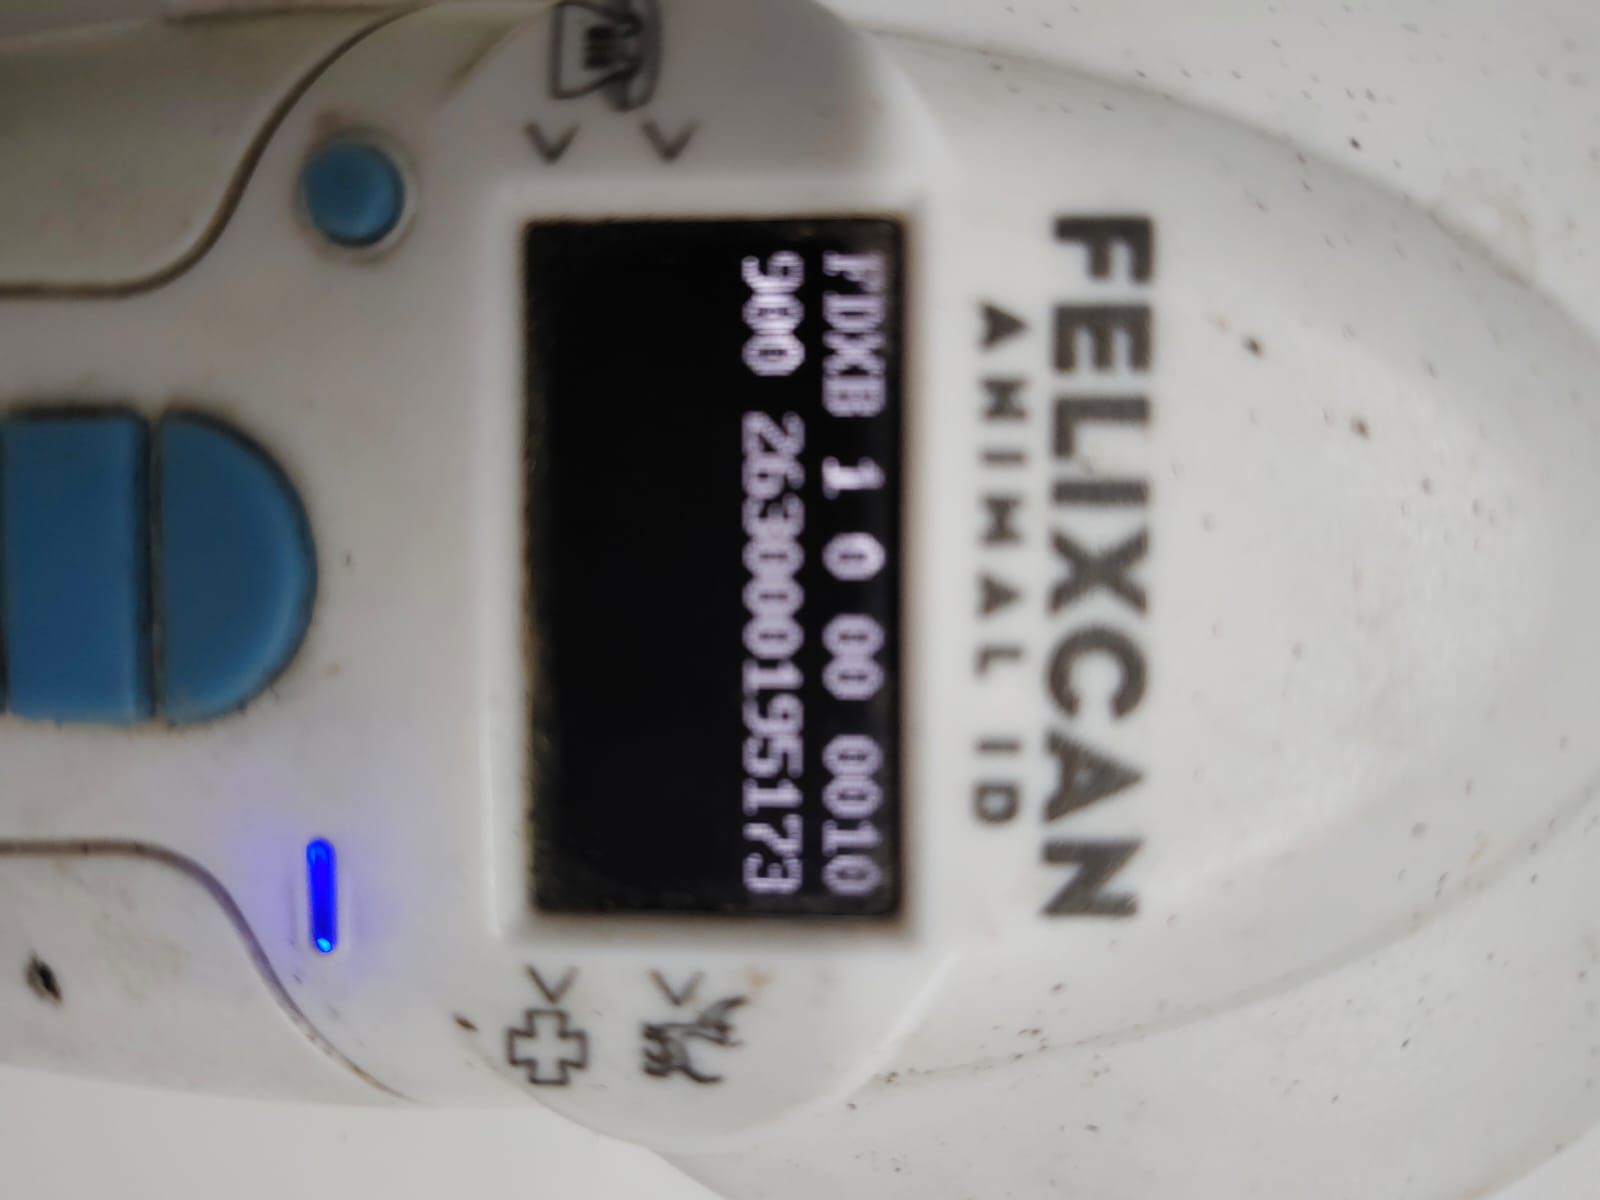 FELIXCAN
ANIMAL ID
FDXB 1 0 00 0010
900 263000195173